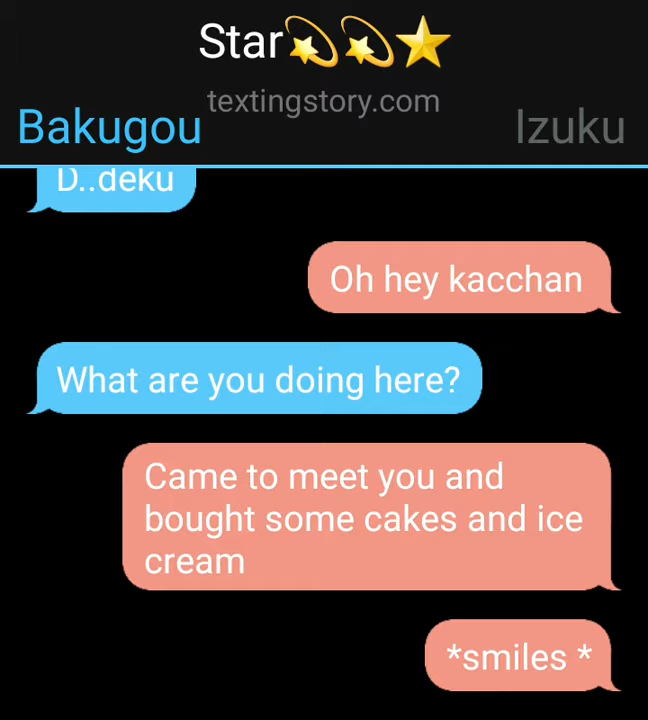 Star💫💫⭐
textingstory.com
Bakugou
Izuku
D..deku
Oh hey kacchan
What are you doing here?
Came to meet you and
bought some cakes and ice
cream
*smiles *